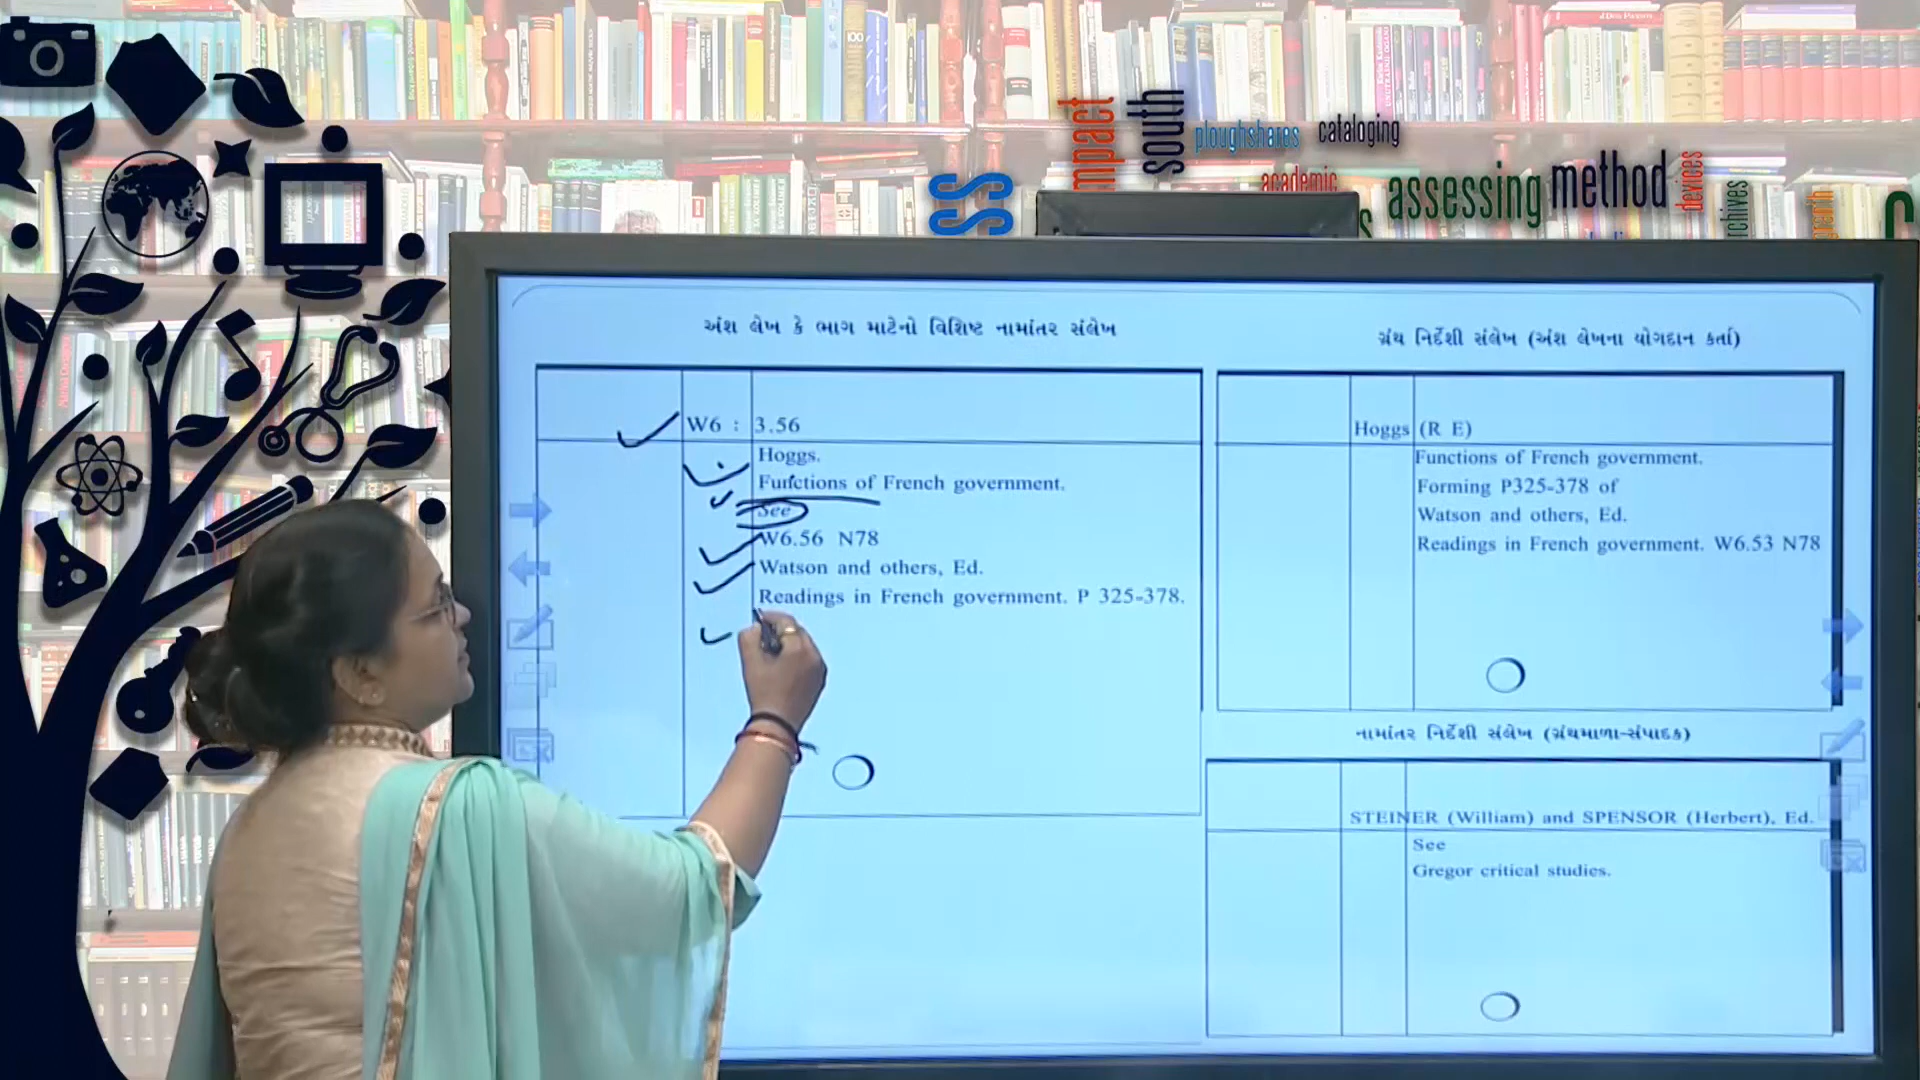 impact
south
ploughshares
cataloging
academic
assessing
method
devices
SS
અંશ લેખ કે ભાગ માટેનો વિશિષ્ટ નામાંતર સંલેખ
W6 : 3.56
Hoggs.
Functions of French government.
See
W6.56 N78
Watson and others, Ed.
Readings in French government. P 325-378.
ગ્રંથ નિર્દેશી સંલેખ (અંશ લેખના યોગદાન કર્તા)
Hoggs (R E)
Functions of French government.
Forming P325-378 of
Watson and others, Ed.
Readings in French government. W6.53 N78
નામાંતર નિર્દેશી સંલેખ (ગ્રંથમાળા-સંપાદક)
STEINER (William) and SPENSOR (Herbert), Ed.
See
Gregor critical studies.